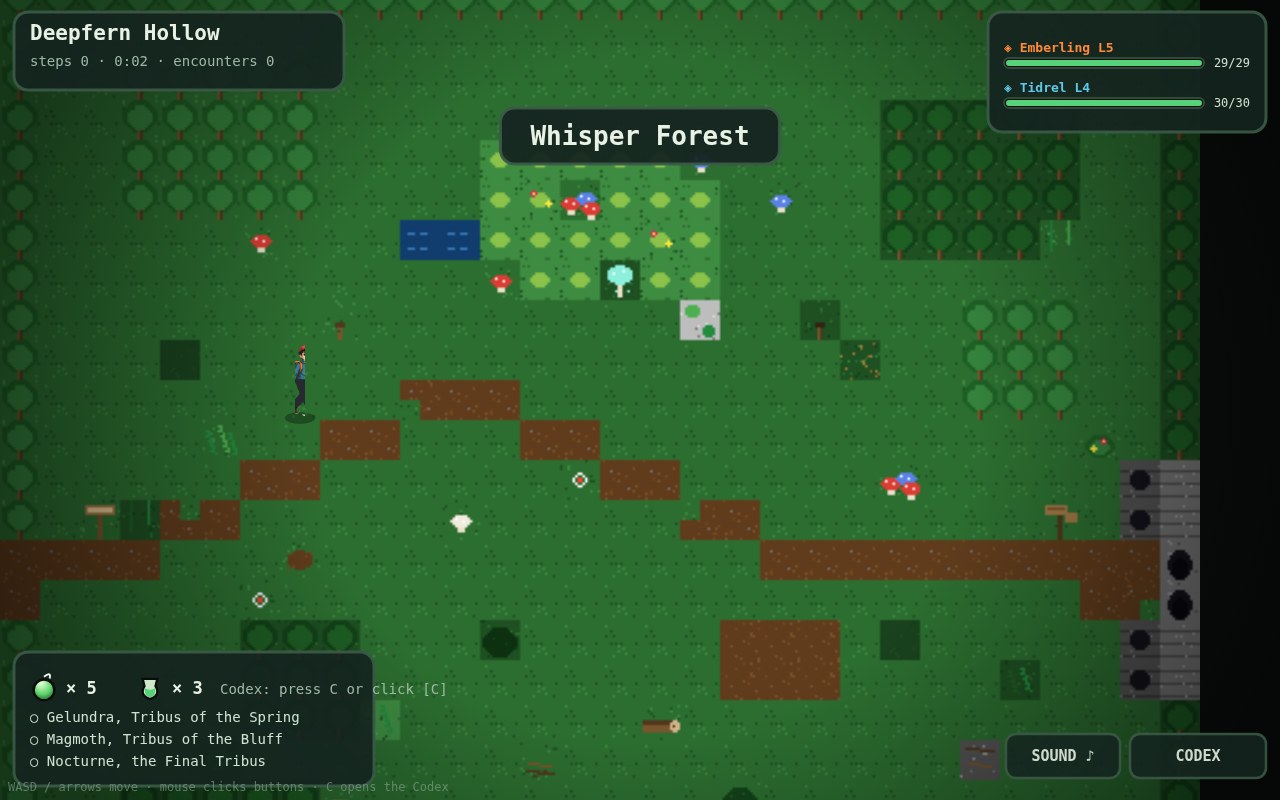 Deepfern Hollow
steps 0 · 0:02 · encounters 0
Whisper Forest
◈ Emberling L5
29/29
◈ Tidrel L4
30/30
× 5 × 3 Codex: press C or click [C]
○ Gelundra, Tribus of the Spring
○ Magmoth, Tribus of the Bluff
○ Nocturne, the Final Tribus
WASD / arrows move · mouse clicks buttons · C opens the Codex
SOUND ♪
CODEX